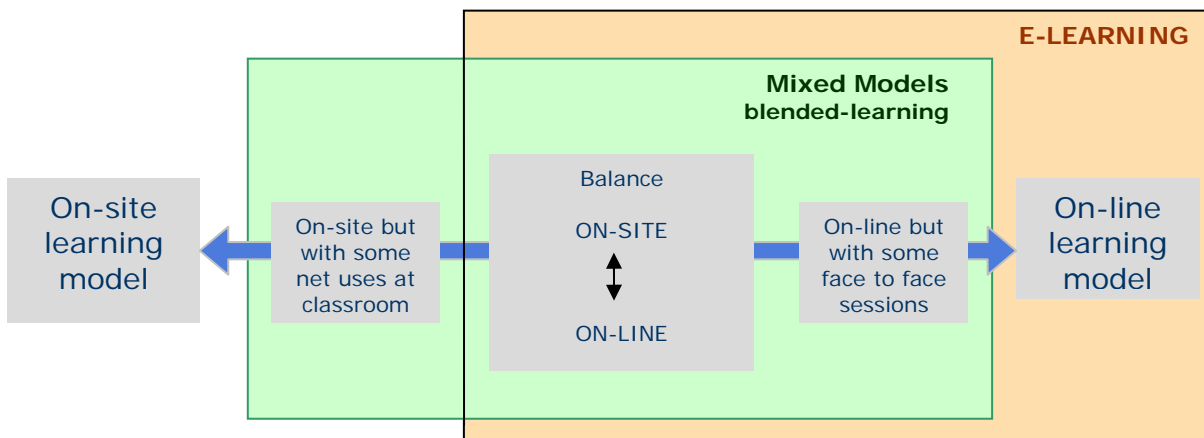 E-LEARNING
Mixed Models
blended-learning
On-site
learning
model
On-site but
with some
net uses at
classroom
Balance
ON-SITE
ON-LINE
On-line but
with some
face to face
sessions
On-line
learning
model